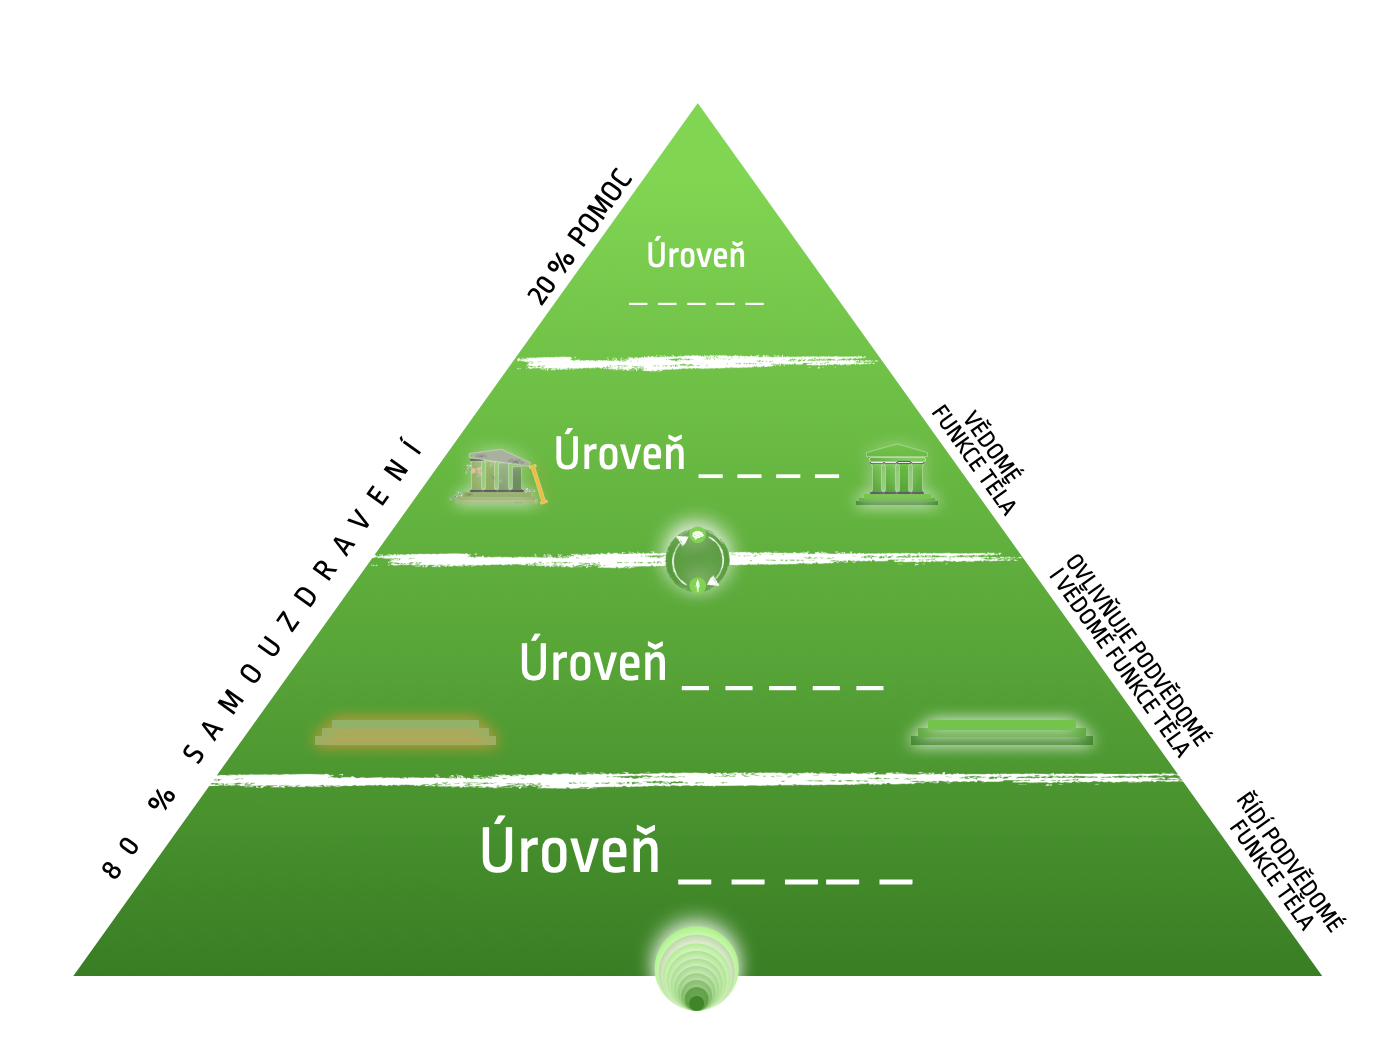 20 % POMOC
Úroveň
_ _ _ _ _
Úroveň _ _ _ _
VĚDOMÉ
FUNKCE TĚLA
80 % SAMOUZDRAVENÍ
Úroveň _ _ _ _ _
OVLIVŇUJE PODVĚDOMÉ
I VĚDOMÉ FUNKCE TĚLA
Úroveň _ _ _ _ _
ŘÍDÍ PODVĚDOMÉ
FUNKCE TĚLA